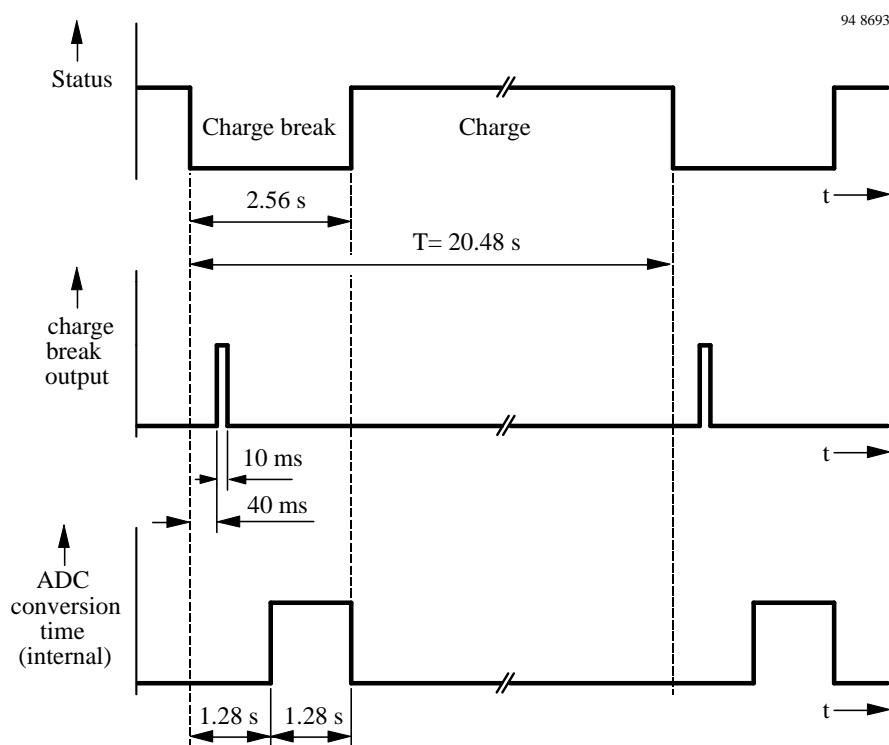 94 8693
Status
Charge break
Charge
t
2.56 s
T= 20.48 s
charge
break
output
t
10 ms
40 ms
ADC
conversion
time
(internal)
t
1.28 s
1.28 s